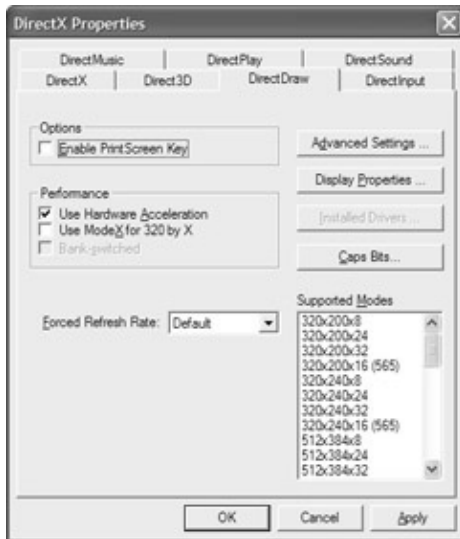 DirectX Properties
DirectMusic DirectPlay DirectSound
DirectX Direct3D DirectDraw DirectInput
Options
Enable PrintScreen Key
Advanced Settings ...
Display Properties ...
Performance
Use Hardware Acceleration
Use ModeX for 320 by X
Bank-switched
Installed Drivers ...
Caps Bits...
Forced Refresh Rate: Default
Supported Modes
320x200x8
320x200x24
320x200x32
320x200x16 (565)
320x240x8
320x240x24
320x240x32
320x240x16 (565)
512x384x8
512x384x24
512x384x32
OK Cancel Apply